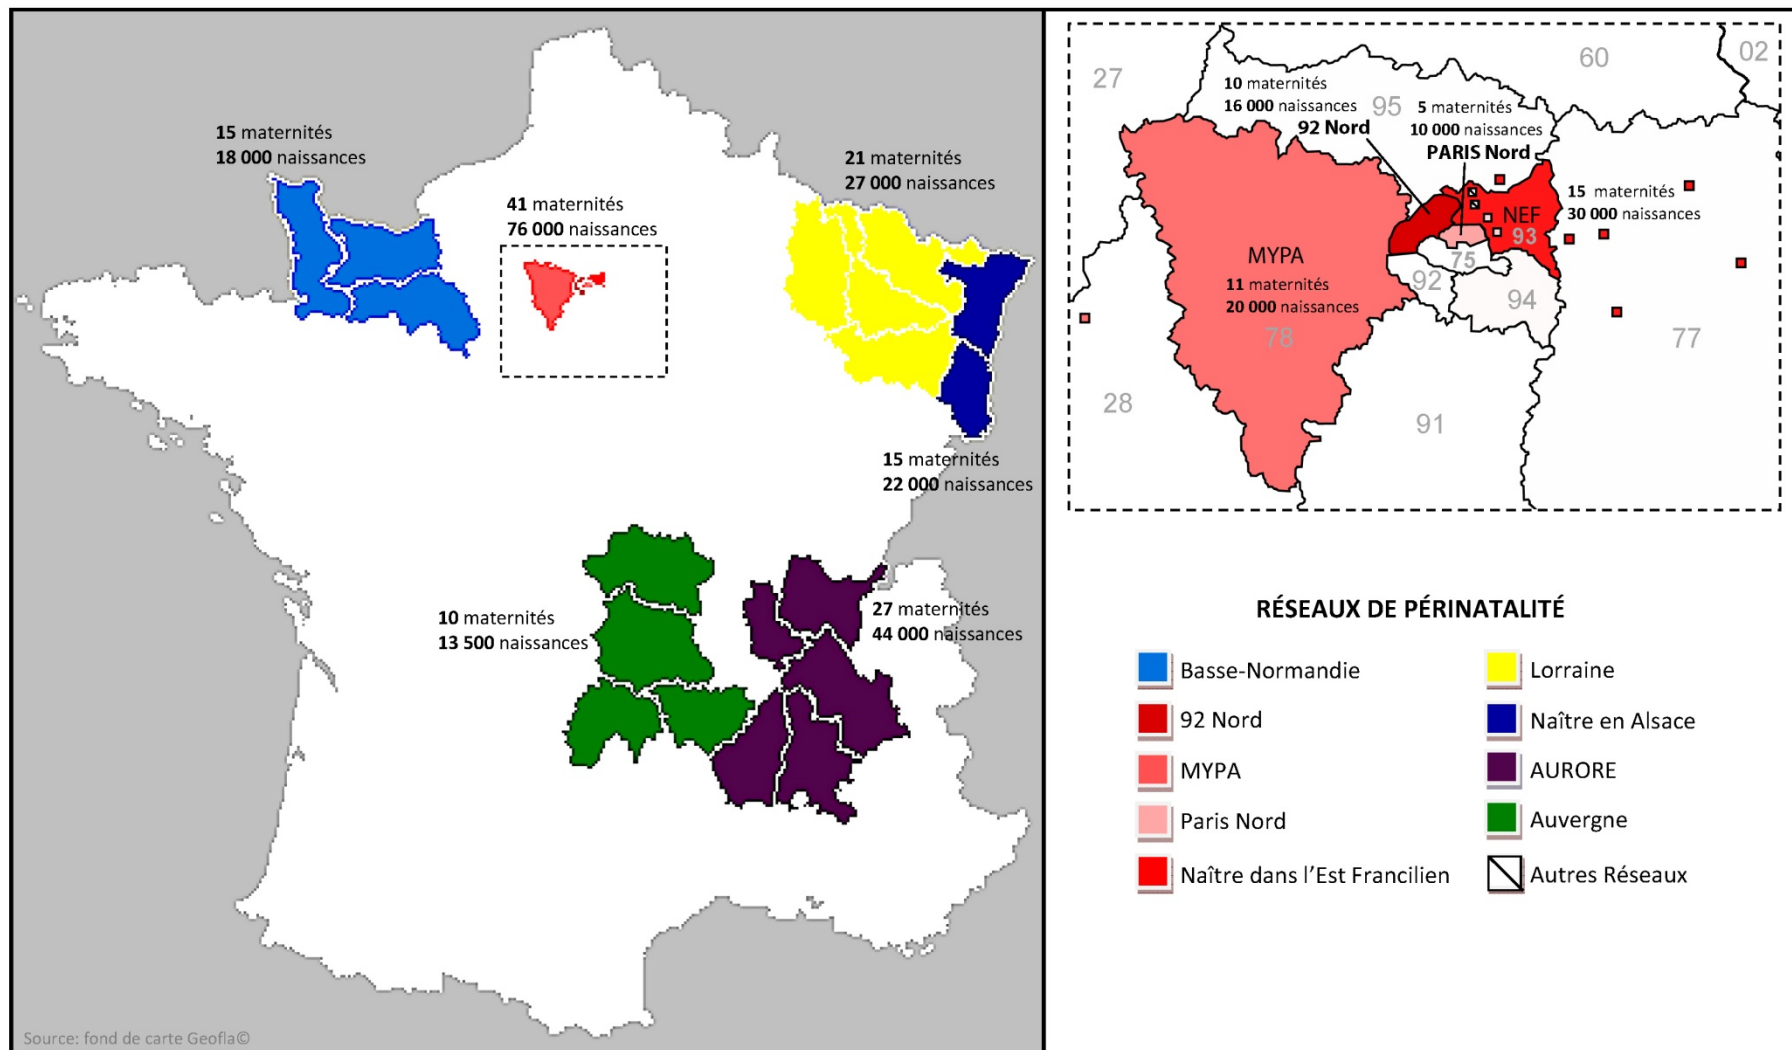 15 maternités
18 000 naissances
41 maternités
76 000 naissances
21 maternités
27 000 naissances
15 maternités
22 000 naissances
10 maternités
13 500 naissances
27 maternités
44 000 naissances
Source: fond de carte Geofla©
27
60
02
10 maternités
16 000 naissances
92 Nord
95
5 maternités
10 000 naissances
PARIS Nord
15 maternités
30 000 naissances
NEF
93
MYPA
11 maternités
20 000 naissances
78
75
92
94
77
28
91
RÉSEAUX DE PÉRINATALITÉ
Basse-Normandie
92 Nord
MYPA
Paris Nord
Naître dans l'Est Francilien
Lorraine
Naître en Alsace
AURORE
Auvergne
Autres Réseaux